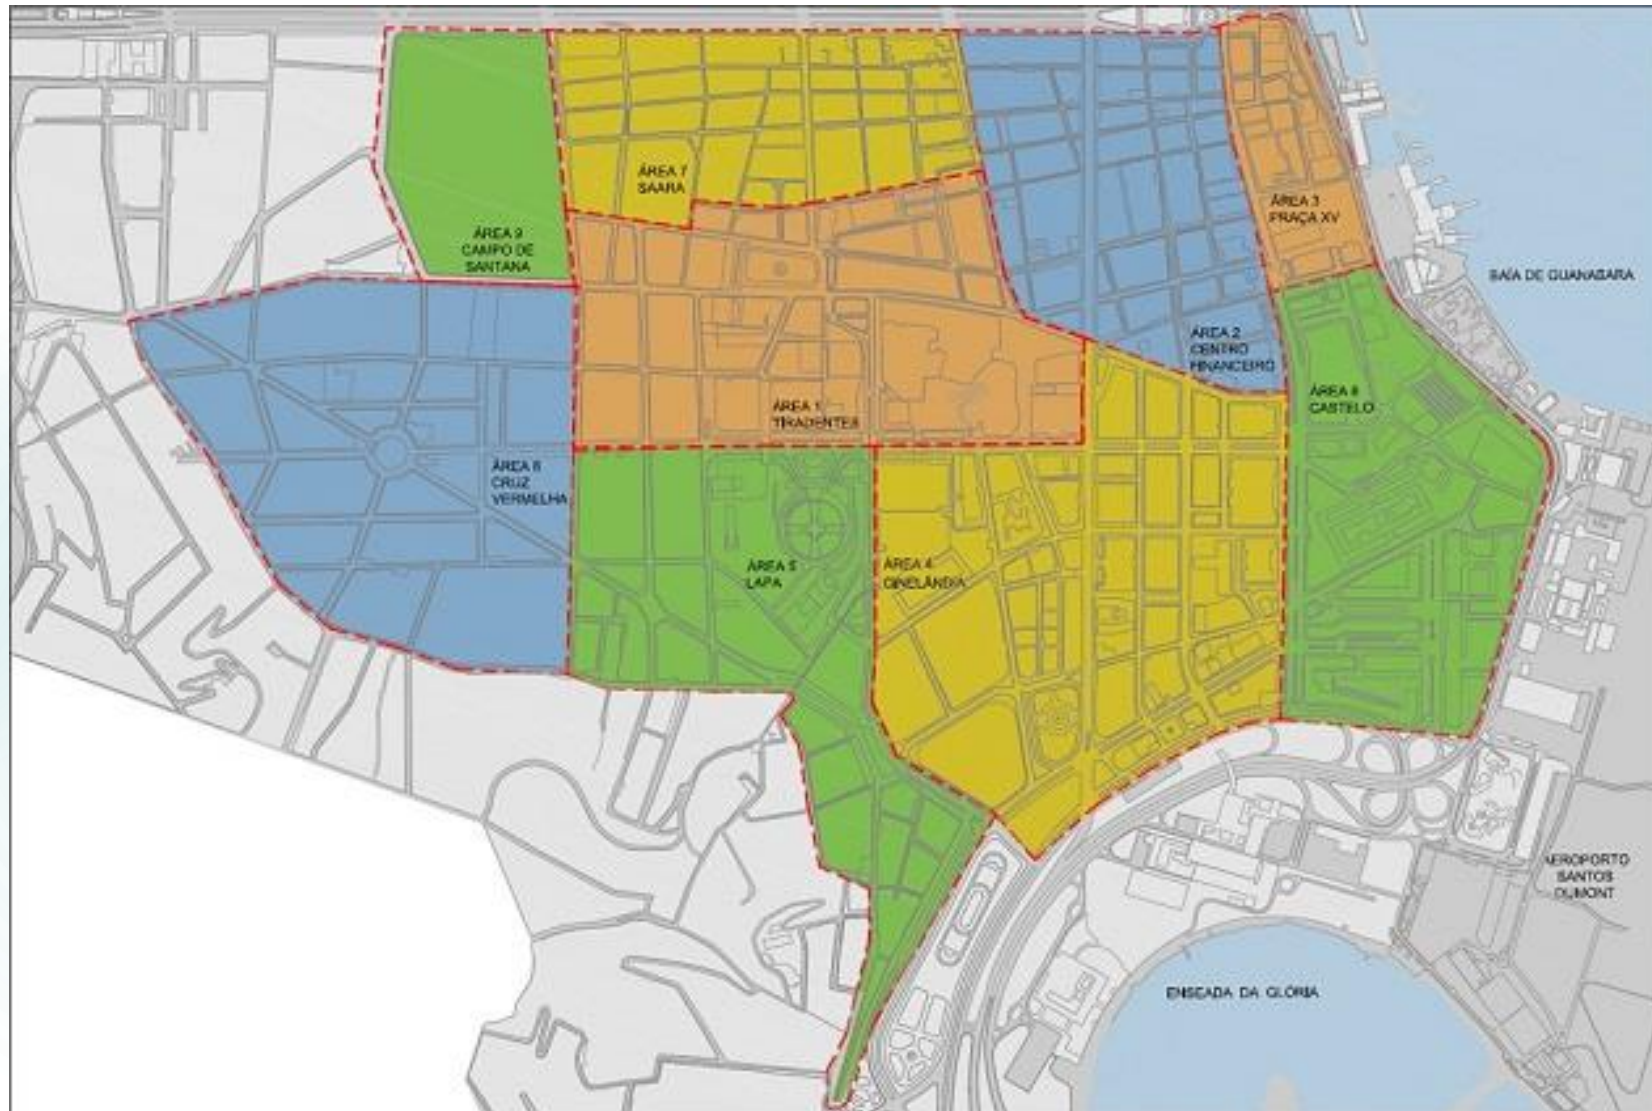 ÁREA 7
SAARA
ÁREA 3
PRAÇA XV
ÁREA 9
CAMPO DE
SANTANA
BAÍA DE GUANABARA
ÁREA 2
CENTRO
FINANCEIRO
ÁREA
CASTELO
ÁREA 1
TIRADENTES
ÁREA
CRUZ
VERMELHA
ÁREA 5
LAPA
ÁREA 4
CINELÂNDIA
AEROPORTO
SANTOS
DUMONT
ENSEADA DA GLÓRIA